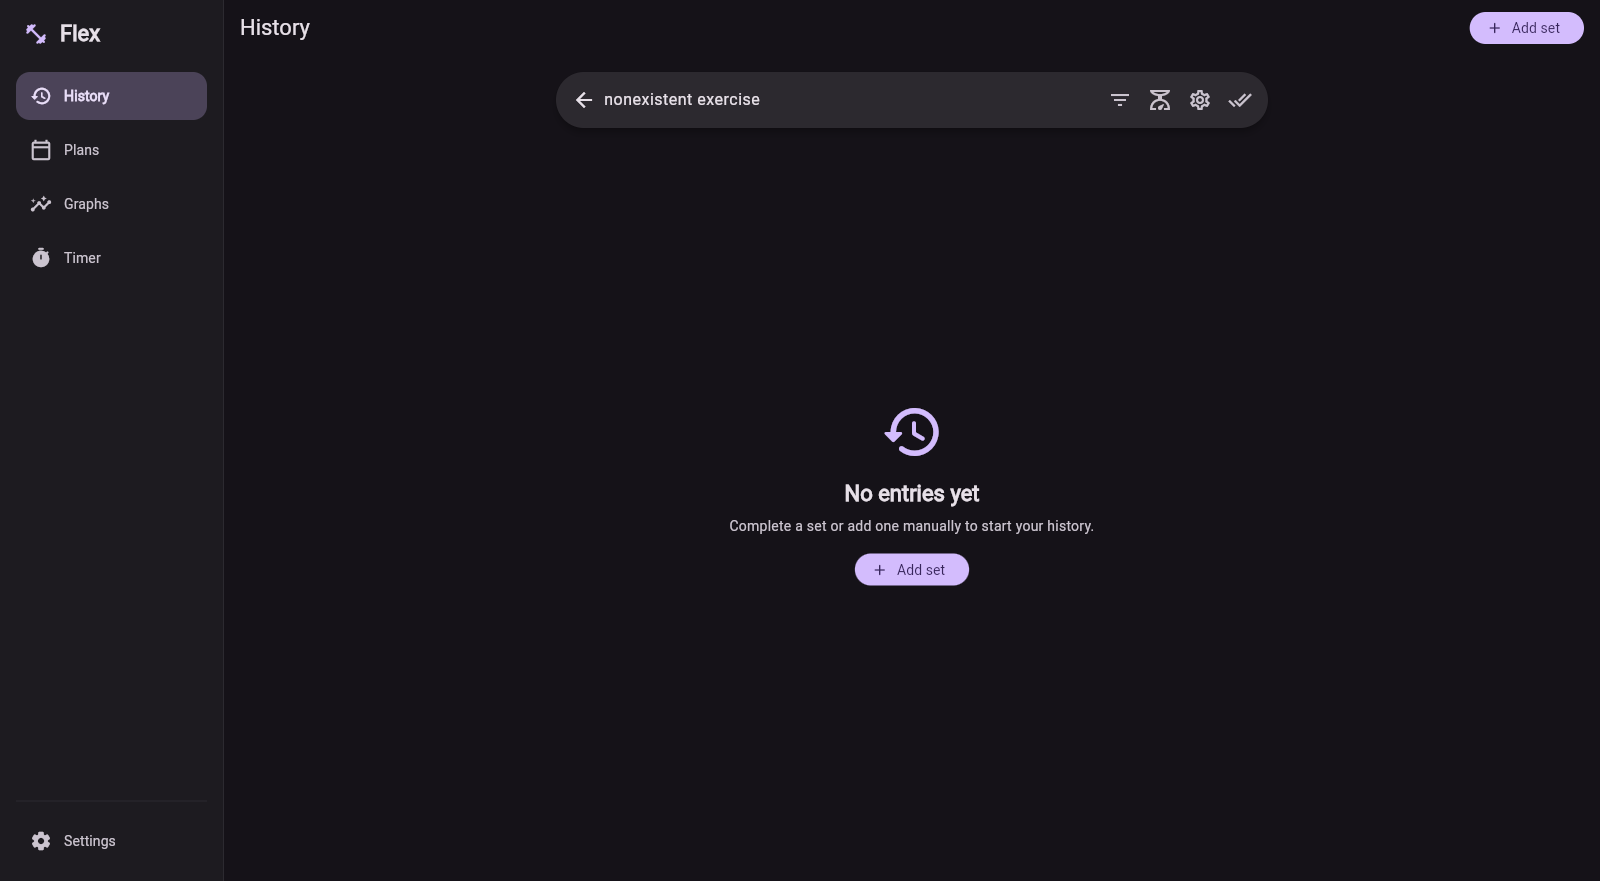 Flex
History
Add set
History
nonexistent exercise
Plans
Graphs
Timer
No entries yet
Complete a set or add one manually to start your history.
Add set
Settings